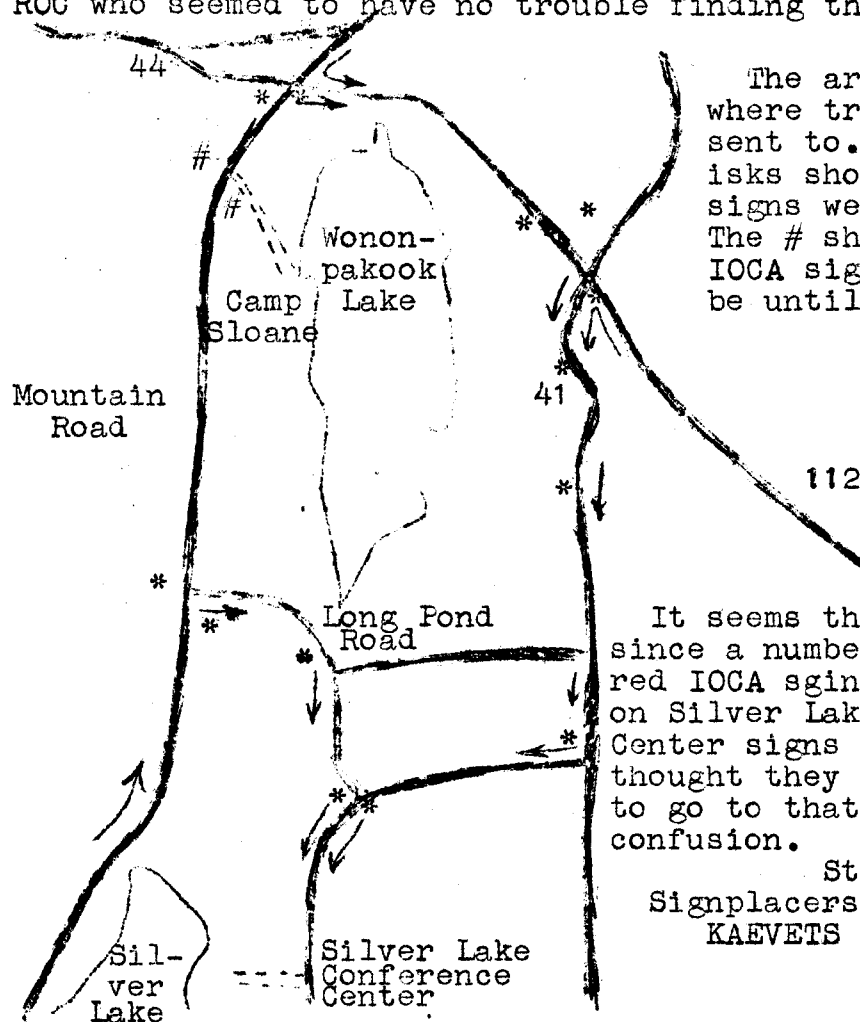 ROC who seemed to have no trouble finding th
44
The ar
where tr
sent to.
isks sho
signs we
The # sh
IOCA sig
be until
* *
#
#
* *
Wonon-
pakook
Lake
Camp
Sloane
*
*
41
Mountain
Road
*
112
*
*
Long Pond
Road
*
It seems th
since a numbe
red IOCA sgin
on Silver Lak
Center signs
thought they
to go to that
confusion.
*
* *
St
Signplacers
KAEVETS
Sil-
ver
Lake
Silver Lake
Conference
Center